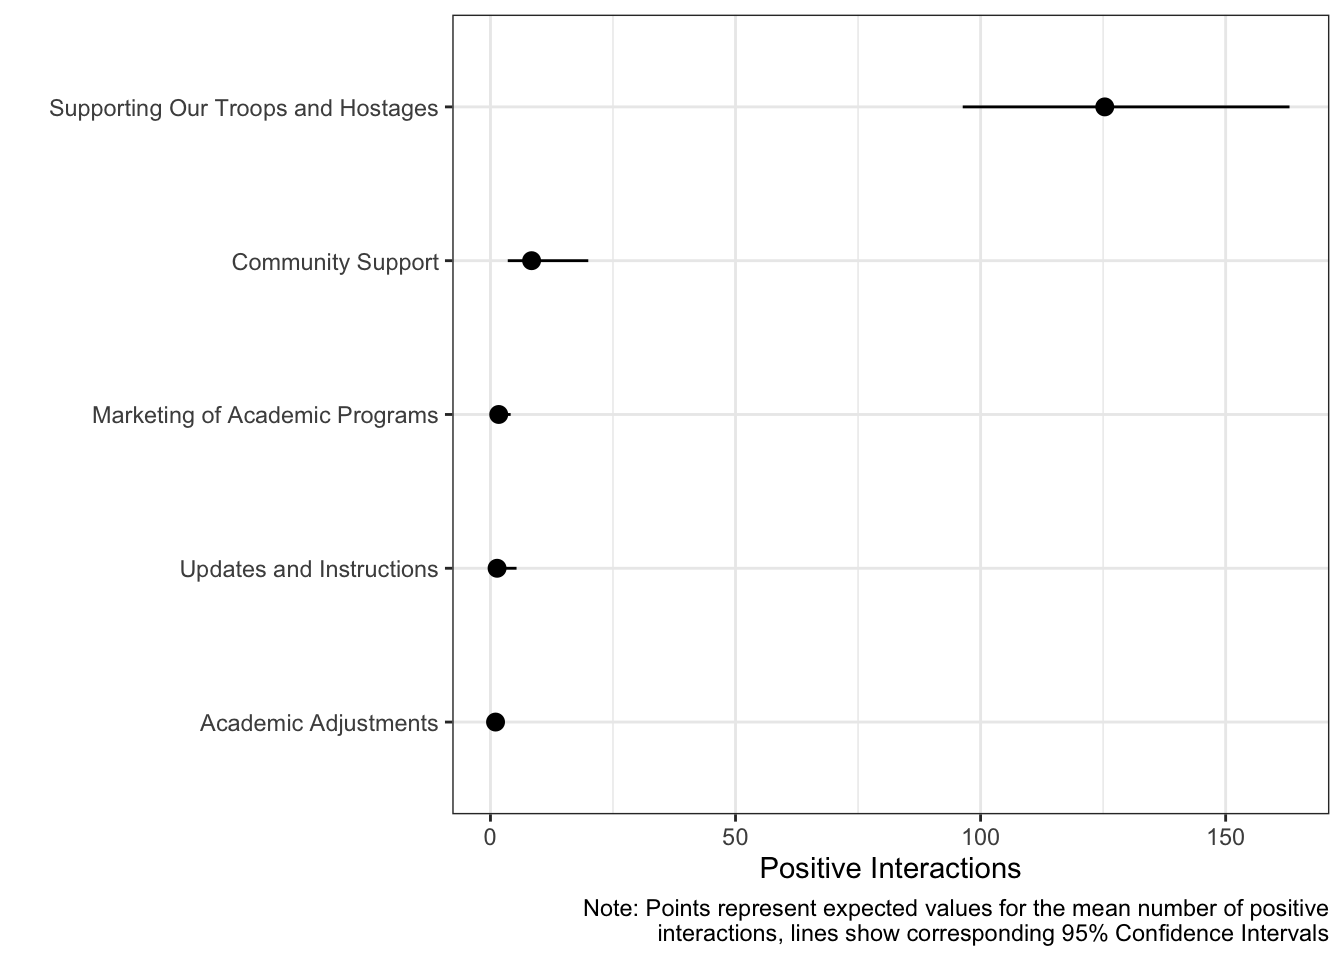 Supporting Our Troops and Hostages
Community Support
Marketing of Academic Programs
Updates and Instructions
Academic Adjustments
0 50 100 150
Positive Interactions
Note: Points represent expected values for the mean number of positive
interactions, lines show corresponding 95% Confidence Intervals